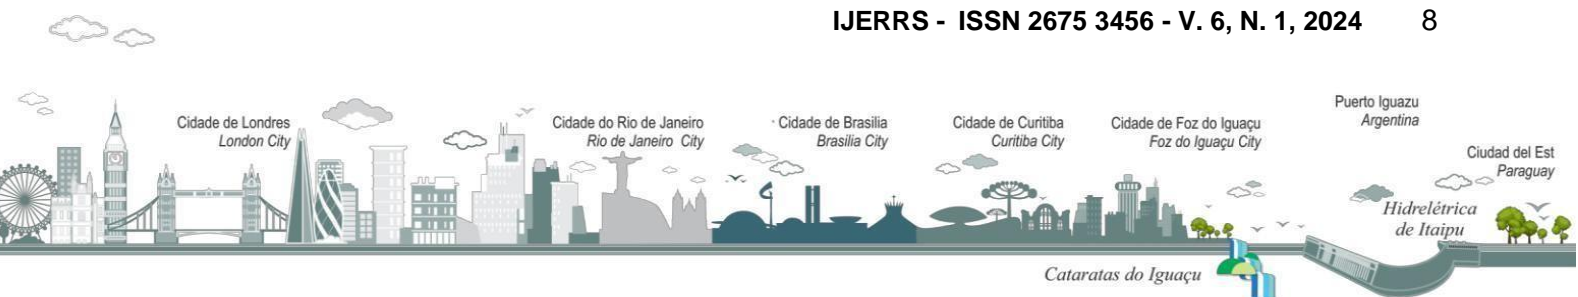 IJERRS - ISSN 2675 3456 - V. 6, N. 1, 2024 8
Cidade de Londres
London City
Cidade do Rio de Janeiro
Rio de Janeiro City
Cidade de Brasilia
Brasilia City
Cidade de Curitiba
Curitiba City
Cidade de Foz do Iguaçu
Foz do Iguaçu City
Puerto Iguazu
Argentina
Ciudad del Est
Paraguay
Hidrelétrica
de Itaipu
Cataratas do Iguaçu